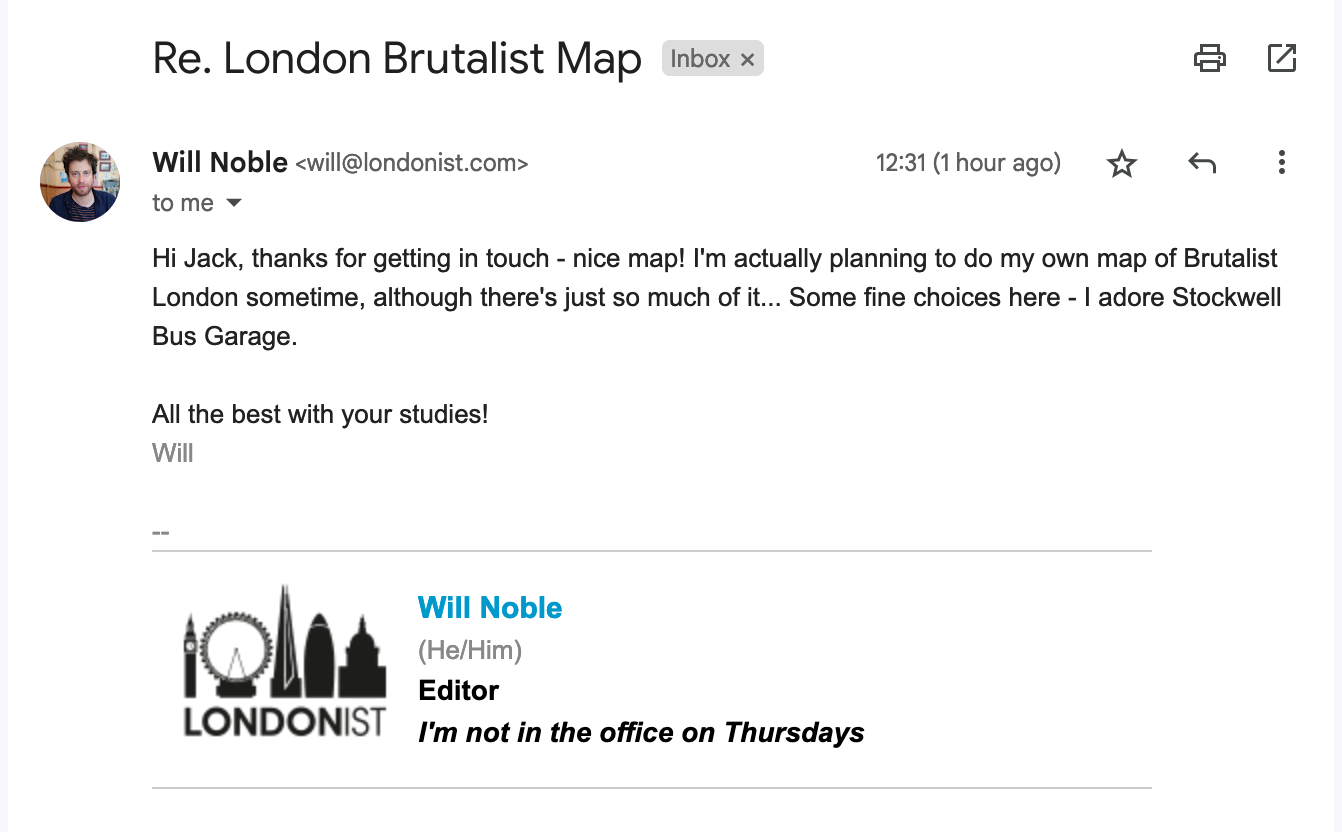 Re. London Brutalist Map Inbox ×
Will Noble <will@londonist.com> 12:31 (1 hour ago)
to me
Hi Jack, thanks for getting in touch - nice map! I'm actually planning to do my own map of Brutalist
London sometime, although there's just so much of it... Some fine choices here - I adore Stockwell
Bus Garage.
All the best with your studies!
Will
--
LONDONIST
Will Noble
(He/Him)
Editor
I'm not in the office on Thursdays